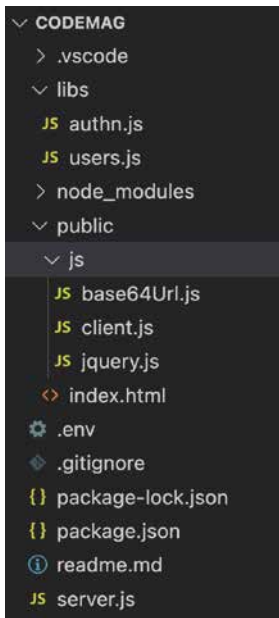 CODEMAG
.vscode
libs
JS authn.js
JS users.js
node_modules
public
js
JS base64Url.js
JS client.js
JS jquery.js
<> index.html
.env
.gitignore
{} package-lock.json
{} package.json
readme.md
JS server.js